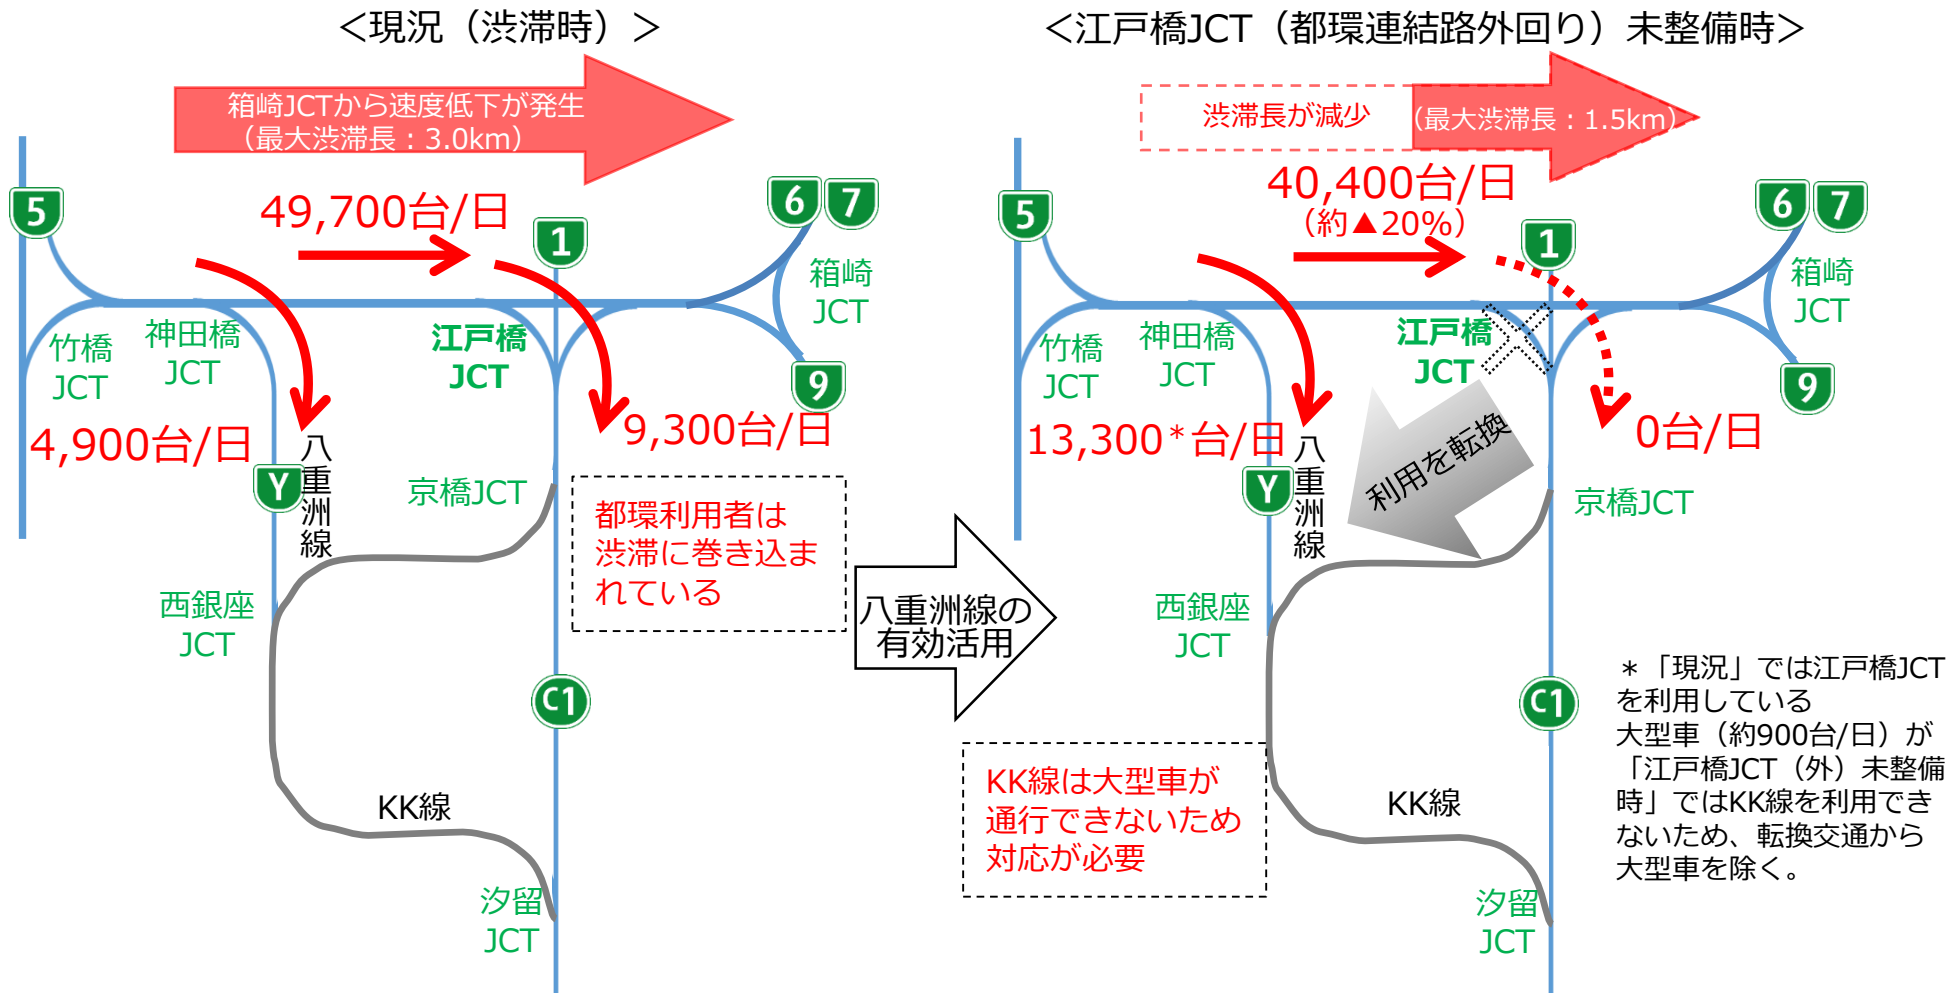 ＜現況（渋滞時）＞
箱崎JCTから速度低下が発生
（最大渋滞長：3.0km）
49,700台/日
5
1
6
7
箱崎
JCT
竹橋
JCT
神田橋
JCT
江戸橋
JCT
9
4,900台/日
9,300台/日
Y
八重洲線
京橋JCT
都環利用者は
渋滞に巻き込ま
れている
西銀座
JCT
C1
KK線
汐留
JCT
八重洲線の
有効活用
＜江戸橋JCT（都環連結路外回り）未整備時＞
渋滞長が減少
（最大渋滞長：1.5km）
40,400台/日
（約▲20%）
5
1
6
7
箱崎
JCT
竹橋
JCT
神田橋
JCT
江戸橋
JCT
9
13,300*台/日
0台/日
利用を転換
Y
八重洲線
京橋JCT
西銀座
JCT
C1
KK線は大型車が
通行できないため
対応が必要
KK線
汐留
JCT
＊「現況」では江戸橋JCT
を利用している
大型車（約900台/日）が
「江戸橋JCT（外）未整備
時」ではKK線を利用でき
ないため、転換交通から
大型車を除く。